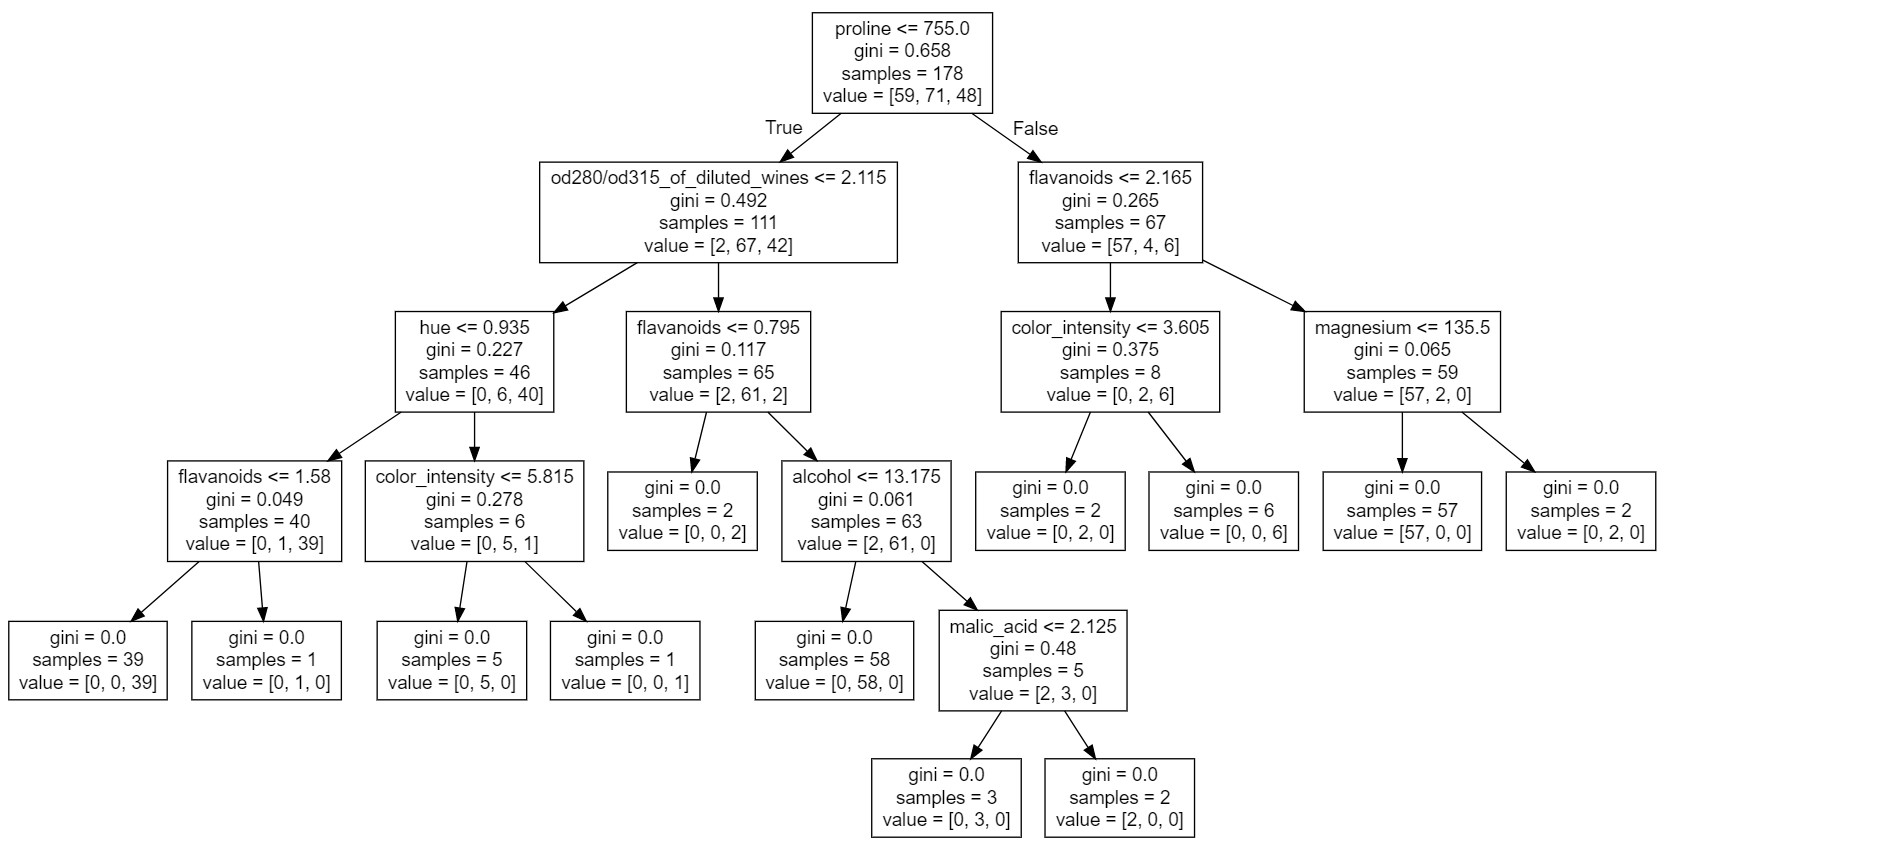 proline <= 755.0
gini = 0.658
samples = 178
value = [59, 71, 48]
True
False
od280/od315_of_diluted_wines <= 2.115
gini = 0.492
samples = 111
value = [2, 67, 42]
flavanoids <= 2.165
gini = 0.265
samples = 67
value = [57, 4, 6]
hue <= 0.935
gini = 0.227
samples = 46
value = [0, 6, 40]
flavanoids <= 0.795
gini = 0.117
samples = 65
value = [2, 61, 2]
color_intensity <= 3.605
gini = 0.375
samples = 8
value = [0, 2, 6]
magnesium <= 135.5
gini = 0.065
samples = 59
value = [57, 2, 0]
flavanoids <= 1.58
gini = 0.049
samples = 40
value = [0, 1, 39]
color_intensity <= 5.815
gini = 0.278
samples = 6
value = [0, 5, 1]
gini = 0.0
samples = 2
value = [0, 0, 2]
alcohol <= 13.175
gini = 0.061
samples = 63
value = [2, 61, 0]
gini = 0.0
samples = 2
value = [0, 2, 0]
gini = 0.0
samples = 6
value = [0, 0, 6]
gini = 0.0
samples = 57
value = [57, 0, 0]
gini = 0.0
samples = 2
value = [0, 2, 0]
gini = 0.0
samples = 39
value = [0, 0, 39]
gini = 0.0
samples = 1
value = [0, 1, 0]
gini = 0.0
samples = 5
value = [0, 5, 0]
gini = 0.0
samples = 1
value = [0, 0, 1]
gini = 0.0
samples = 58
value = [0, 58, 0]
malic_acid <= 2.125
gini = 0.48
samples = 5
value = [2, 3, 0]
gini = 0.0
samples = 3
value = [0, 3, 0]
gini = 0.0
samples = 2
value = [2, 0, 0]